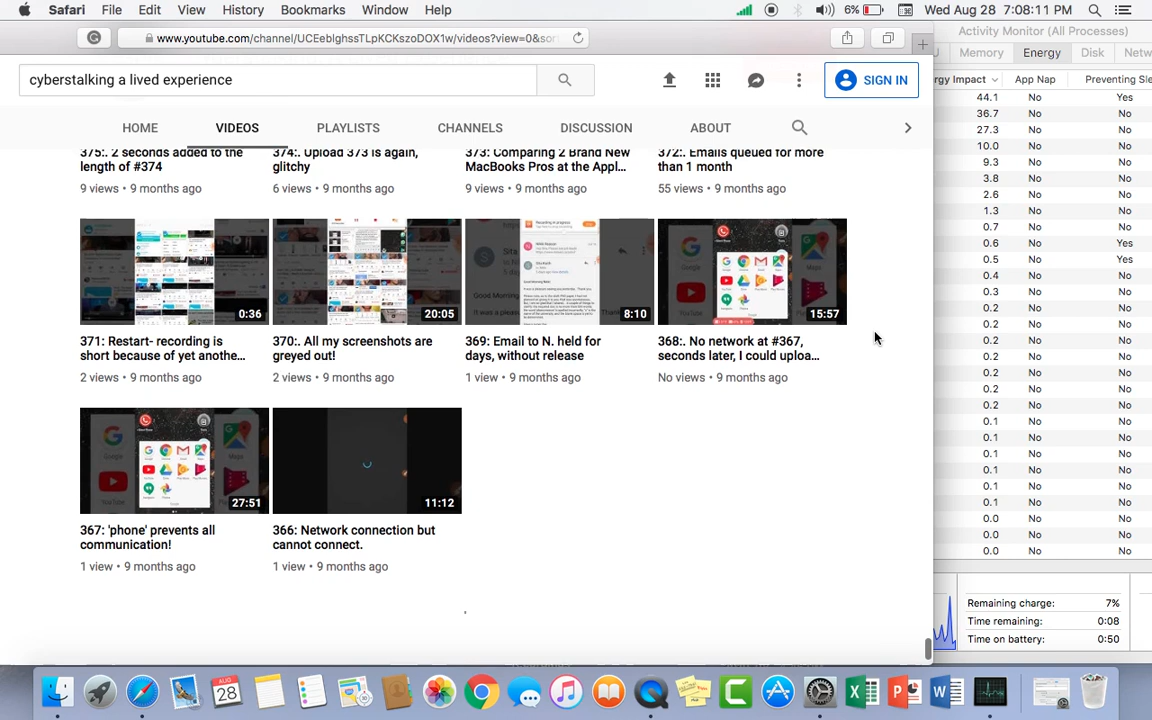 Safari File Edit View History Bookmarks Window Help 6% Wed Aug 28 7:08:11 PM
www.youtube.com/channel/UCEeblghssTLpKCKszoDOX1w/videos?view=0&sor
Activity Monitor (All Processes)
Memory Energy Disk Netw
cyberstalking a lived experience
SIGN IN
rgy Impact App Nap Preventing Sle
HOME VIDEOS PLAYLISTS CHANNELS DISCUSSION ABOUT
375:. 2 seconds added to the
length of #374
9 views • 9 months ago
374:. Upload 373 is again,
glitchy
6 views • 9 months ago
373: Comparing 2 Brand New
MacBooks Pros at the Appl...
9 views • 9 months ago
372:. Emails queued for more
than 1 month
55 views • 9 months ago
0:36
371: Restart- recording is
short because of yet anothe...
2 views • 9 months ago
20:05
370:. All my screenshots are
greyed out!
2 views • 9 months ago
8:10
369: Email to N. held for
days, without release
1 view • 9 months ago
Google
Maps
15:57
368:. No network at #367,
seconds later, I could uploa...
No views • 9 months ago
27:51
367: 'phone' prevents all
communication!
1 view • 9 months ago
11:12
366: Network connection but
cannot connect.
1 view • 9 months ago
44.1 No Yes
36.7 No No
27.3 No No
10.0 No No
9.3 No No
3.8 No No
2.6 No No
1.3 No No
0.7 No No
0.6 No Yes
0.5 No Yes
0.4 No No
0.3 No No
0.2 No No
0.2 No No
0.2 No No
0.2 No No
0.2 No No
0.2 No No
0.2 No No
0.1 No No
0.1 No No
0.1 No No
0.1 No No
0.1 No No
0.1 No No
0.0 No No
0.0 No No
0.0 No No
Remaining charge: 7%
Time remaining: 0:08
Time on battery: 0:50
AUG
28